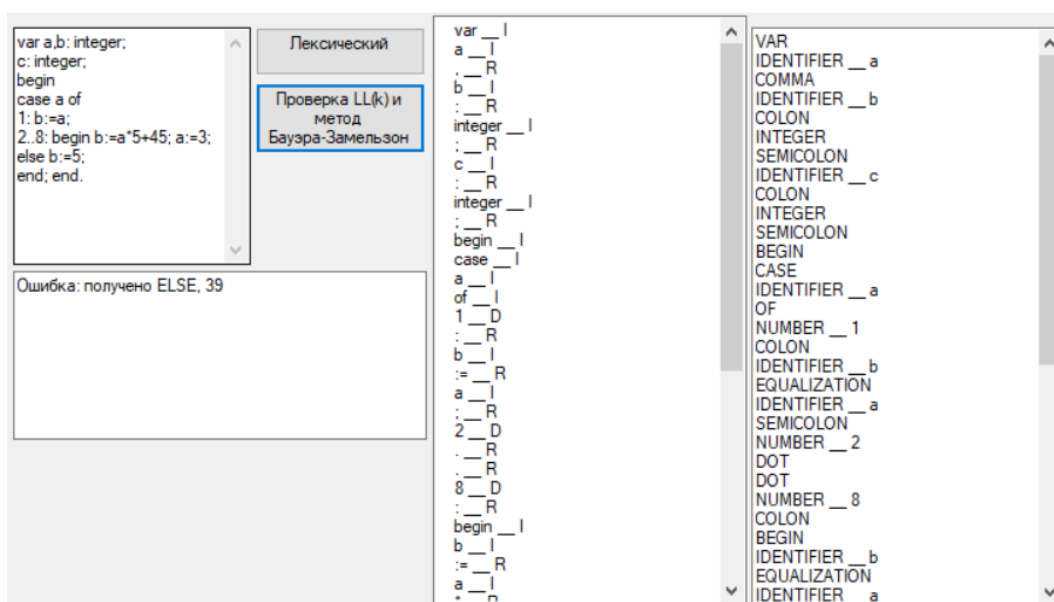 var a,b: integer;
c: integer;
begin
case a of
1: b:=a;
2..8: begin b:=a*5+45; a:=3;
else b:=5;
end; end.
Лексический
Проверка LL(k) и
метод
Бауэра-Замельзон
Ошибка: получено ELSE, 39
var __ I
a __ I
, __ R
b __ I
: __ R
integer __ I
; __ R
c __ I
: __ R
integer __ I
; __ R
begin __ I
case __ I
a __ I
of __ I
1 __ D
: __ R
b __ I
:= __ R
a __ I
; __ R
2 __ D
. __ R
. __ R
8 __ D
: __ R
begin __ I
b __ I
:= __ R
a __ I
VAR
IDENTIFIER __ a
COMMA
IDENTIFIER __ b
COLON
INTEGER
SEMICOLON
IDENTIFIER __ c
COLON
INTEGER
SEMICOLON
BEGIN
CASE
IDENTIFIER __ a
OF
NUMBER __ 1
COLON
IDENTIFIER __ b
EQUALIZATION
IDENTIFIER __ a
SEMICOLON
NUMBER __ 2
DOT
DOT
NUMBER __ 8
COLON
BEGIN
IDENTIFIER __ b
EQUALIZATION
IDENTIFIER __ a